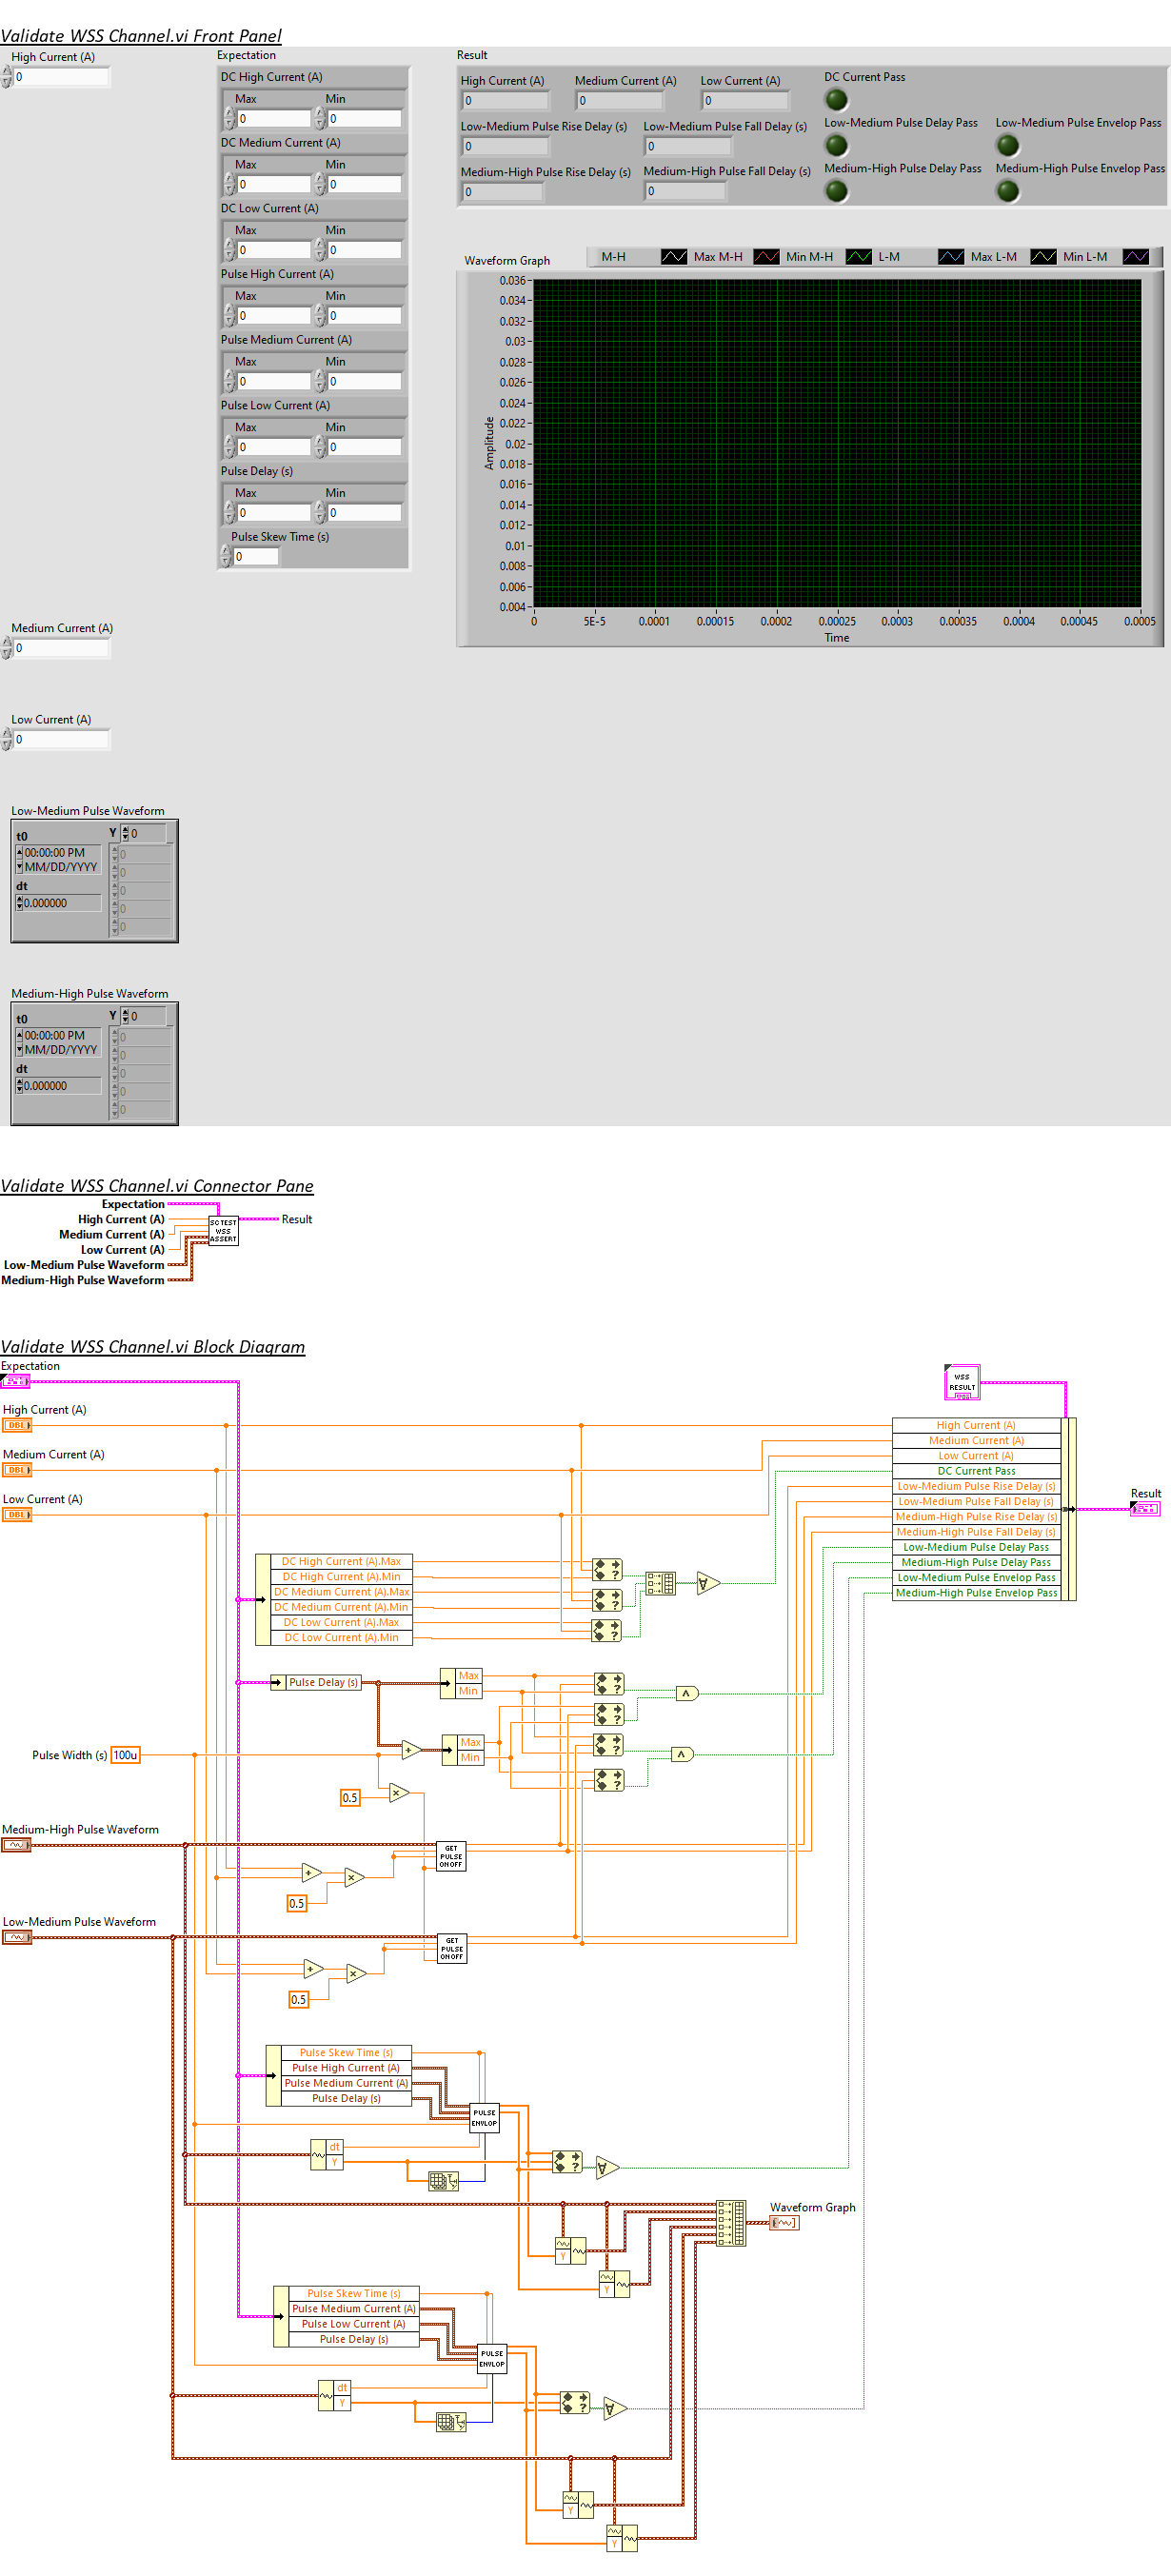 Validate WSS Channel.vi Front Panel
High Current (A)
0
Expectation
DC High Current (A)
Max Min
0 0
DC Medium Current (A)
Max Min
0 0
DC Low Current (A)
Max Min
0 0
Pulse High Current (A)
Max Min
0 0
Pulse Medium Current (A)
Max Min
0 0
Pulse Low Current (A)
Max Min
0 0
Pulse Delay (s)
Max Min
0 0
Pulse Skew Time (s)
0
Result
High Current (A) Medium Current (A) Low Current (A) DC Current Pass
0 0 0
Low-Medium Pulse Rise Delay (s) Low-Medium Pulse Fall Delay (s) Low-Medium Pulse Delay Pass Low-Medium Pulse Envelop Pass
0 0
Medium-High Pulse Rise Delay (s) Medium-High Pulse Fall Delay (s) Medium-High Pulse Delay Pass Medium-High Pulse Envelop Pass
0 0
Waveform Graph M-H Max M-H Min M-H L-M Max L-M Min L-M
0.036
0.034
0.032
0.03
0.028
0.026
0.024
0.022
0.02
0.018
0.016
0.014
0.012
0.01
0.008
0.006
0.004
Amplitude
0 5E-5 0.0001 0.00015 0.0002 0.00025 0.0003 0.00035 0.0004 0.00045 0.0005
Time
Medium Current (A)
0
Low Current (A)
0
Low-Medium Pulse Waveform
t0 Y 0
00:00:00 PM 0
MM/DD/YYYY 0
dt 0
0.000000 0
0
Medium-High Pulse Waveform
t0 Y 0
00:00:00 PM 0
MM/DD/YYYY 0
dt 0
0.000000 0
0
Validate WSS Channel.vi Connector Pane
Expectation
High Current (A)
Medium Current (A)
Low Current (A)
Low-Medium Pulse Waveform
Medium-High Pulse Waveform
SC TEST
WSS
ASSERT
Result
Validate WSS Channel.vi Block Diagram
Expectation
High Current (A)
DBL
Medium Current (A)
DBL
Low Current (A)
DBL
WSS
RESULT
High Current (A)
Medium Current (A)
Low Current (A)
DC Current Pass
Low-Medium Pulse Rise Delay (s)
Low-Medium Pulse Fall Delay (s)
Medium-High Pulse Rise Delay (s)
Medium-High Pulse Fall Delay (s)
Low-Medium Pulse Delay Pass
Medium-High Pulse Delay Pass
Low-Medium Pulse Envelop Pass
Medium-High Pulse Envelop Pass
Result
DC High Current (A).Max
DC High Current (A).Min
DC Medium Current (A).Max
DC Medium Current (A).Min
DC Low Current (A).Max
DC Low Current (A).Min
Pulse Delay (s)
Max
Min
Max
Min
Pulse Width (s) 100u
0.5
Medium-High Pulse Waveform
GET
PULSE
ON OFF
0.5
Low-Medium Pulse Waveform
GET
PULSE
ON OFF
0.5
Pulse Skew Time (s)
Pulse High Current (A)
Pulse Medium Current (A)
Pulse Delay (s)
PULSE
ENVLOP
dt
Y
Waveform Graph
Y
Y
Pulse Skew Time (s)
Pulse Medium Current (A)
Pulse Low Current (A)
Pulse Delay (s)
PULSE
ENVLOP
dt
Y
Y
Y